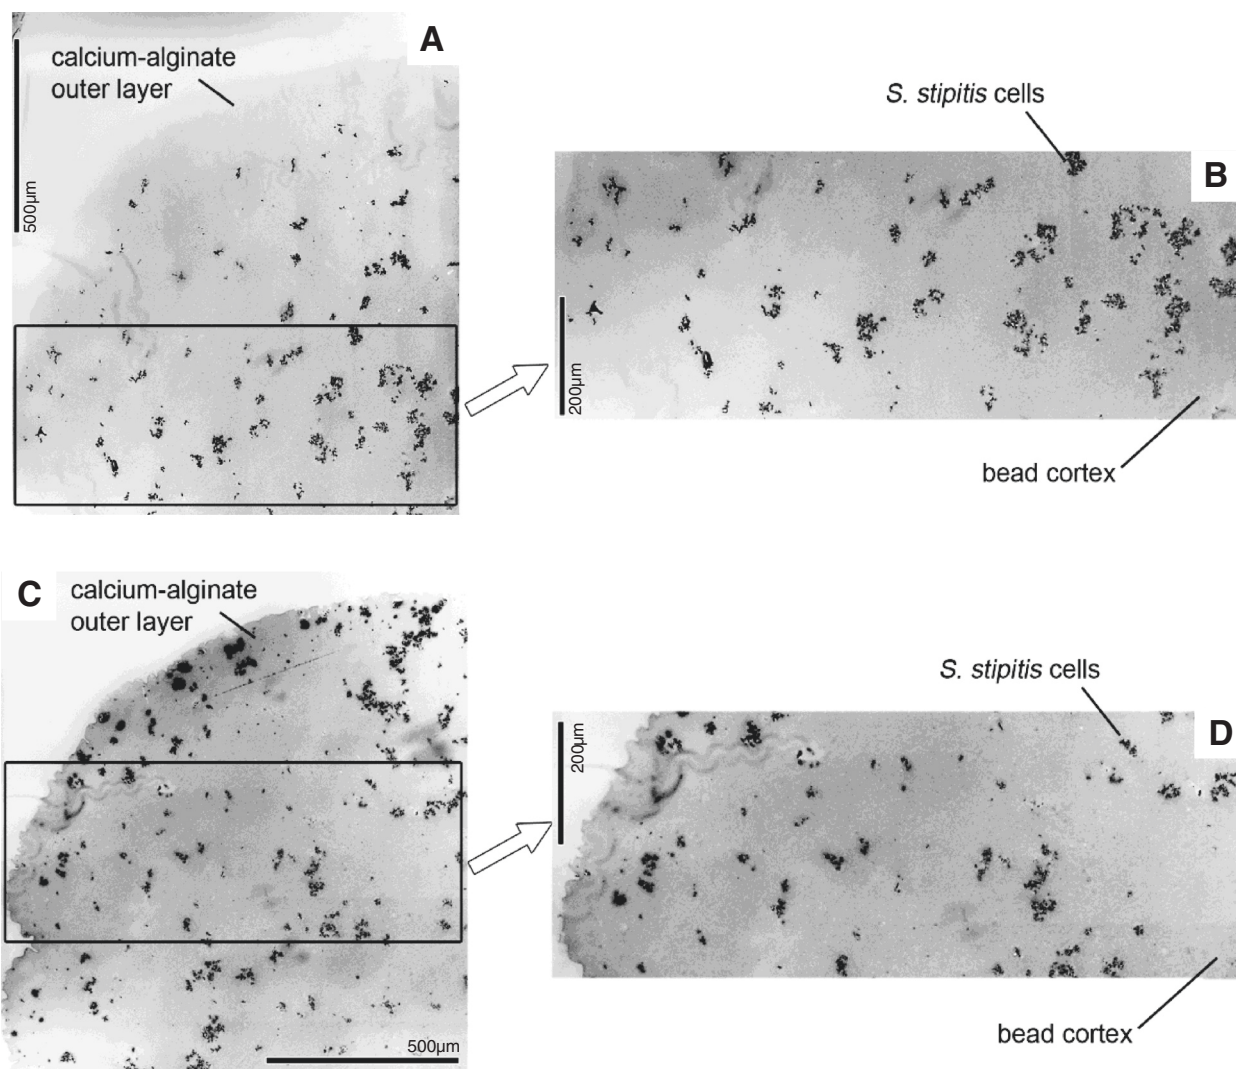 A
calcium-alginate
outer layer
500µm
S. stipitis cells
B
200µm
bead cortex
C
calcium-alginate
outer layer
500µm
S. stipitis cells
D
200µm
bead cortex